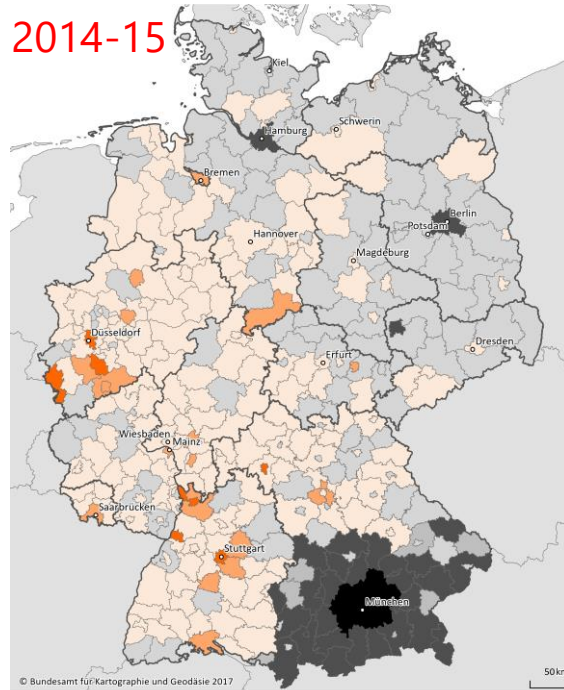 2014-15
Kiel
Schwerin
Hamburg
Bremen
Berlin
Potsdam
Hannover
Magdeburg
Düsseldorf
Dresden
Erfurt
Wiesbaden
Mainz
Saarbrücken
Stuttgart
München
50km
© Bundesamt für Kartographie und Geodäsie 2017